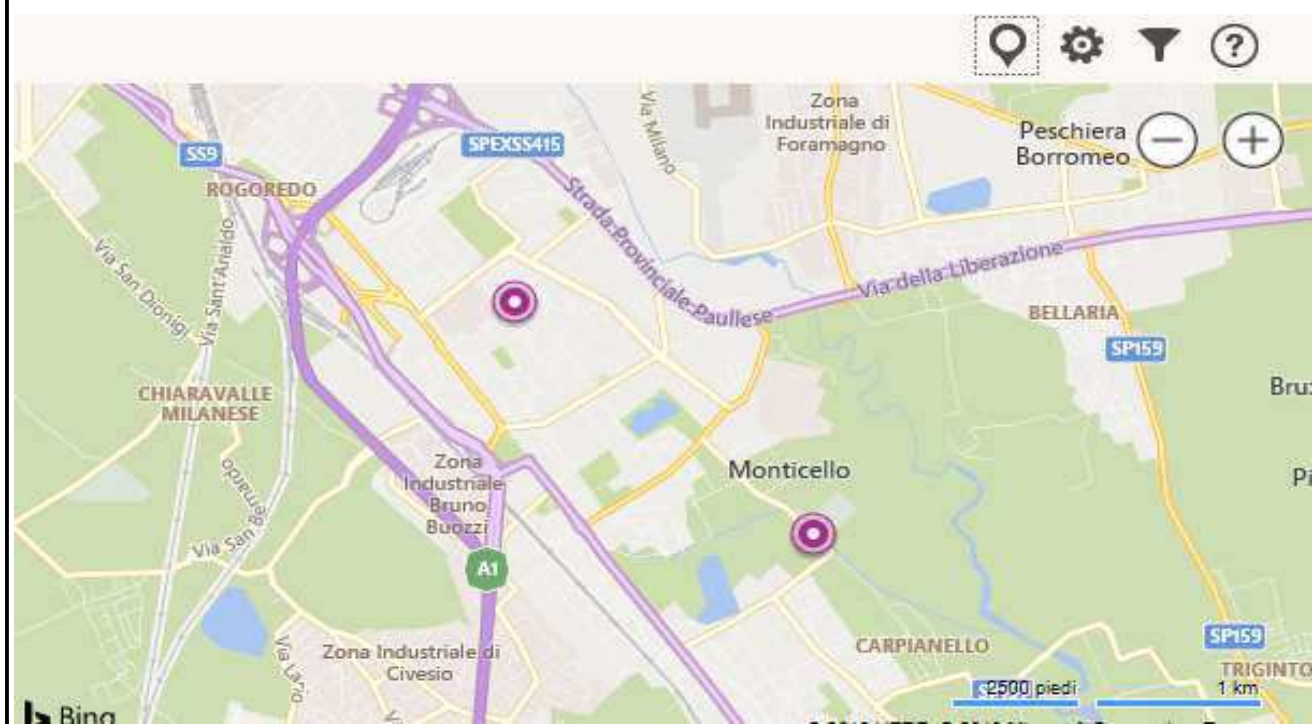 ?
Zona
Industriale di
Foramagno
Via Milano
Peschiera
Borromeo
SS9
SPEXSS415
ROGOREDO
Strada Provinciale Paullese
Via San Dionigi
Via Sant'Arialdo
Via della Liberazione
BELLARIA
SP159
CHIARAVALLE
MILANESE
Zona
Industriale
Bruno
Buozzi
Monticello
Via San Bernardo
A1
CARPIANELLO
SP159
TRIGINTO
Via Lario
Zona Industriale di
Civesio
2500 piedi
1 km
Bing